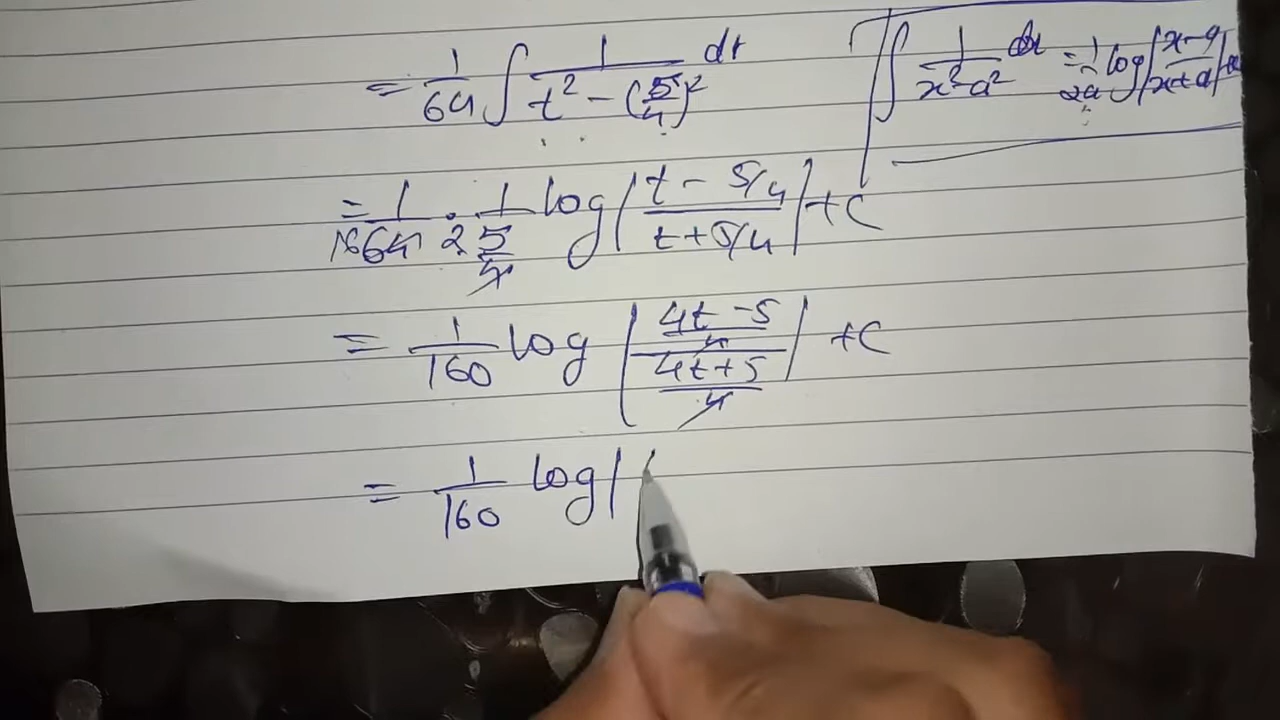 = 1/64 ∫ 1/(t² - (5/4)²) dt
∫ 1/(x² - a²) dx = 1/2a log |(x-a)/(x+a)| + c
= 1/64 · 1/(2 5/4) log |(t - 5/4)/(t + 5/4)| + C
= 1/160 log |((4t - 5)/4)/((4t + 5)/4)| + C
= 1/160 log |